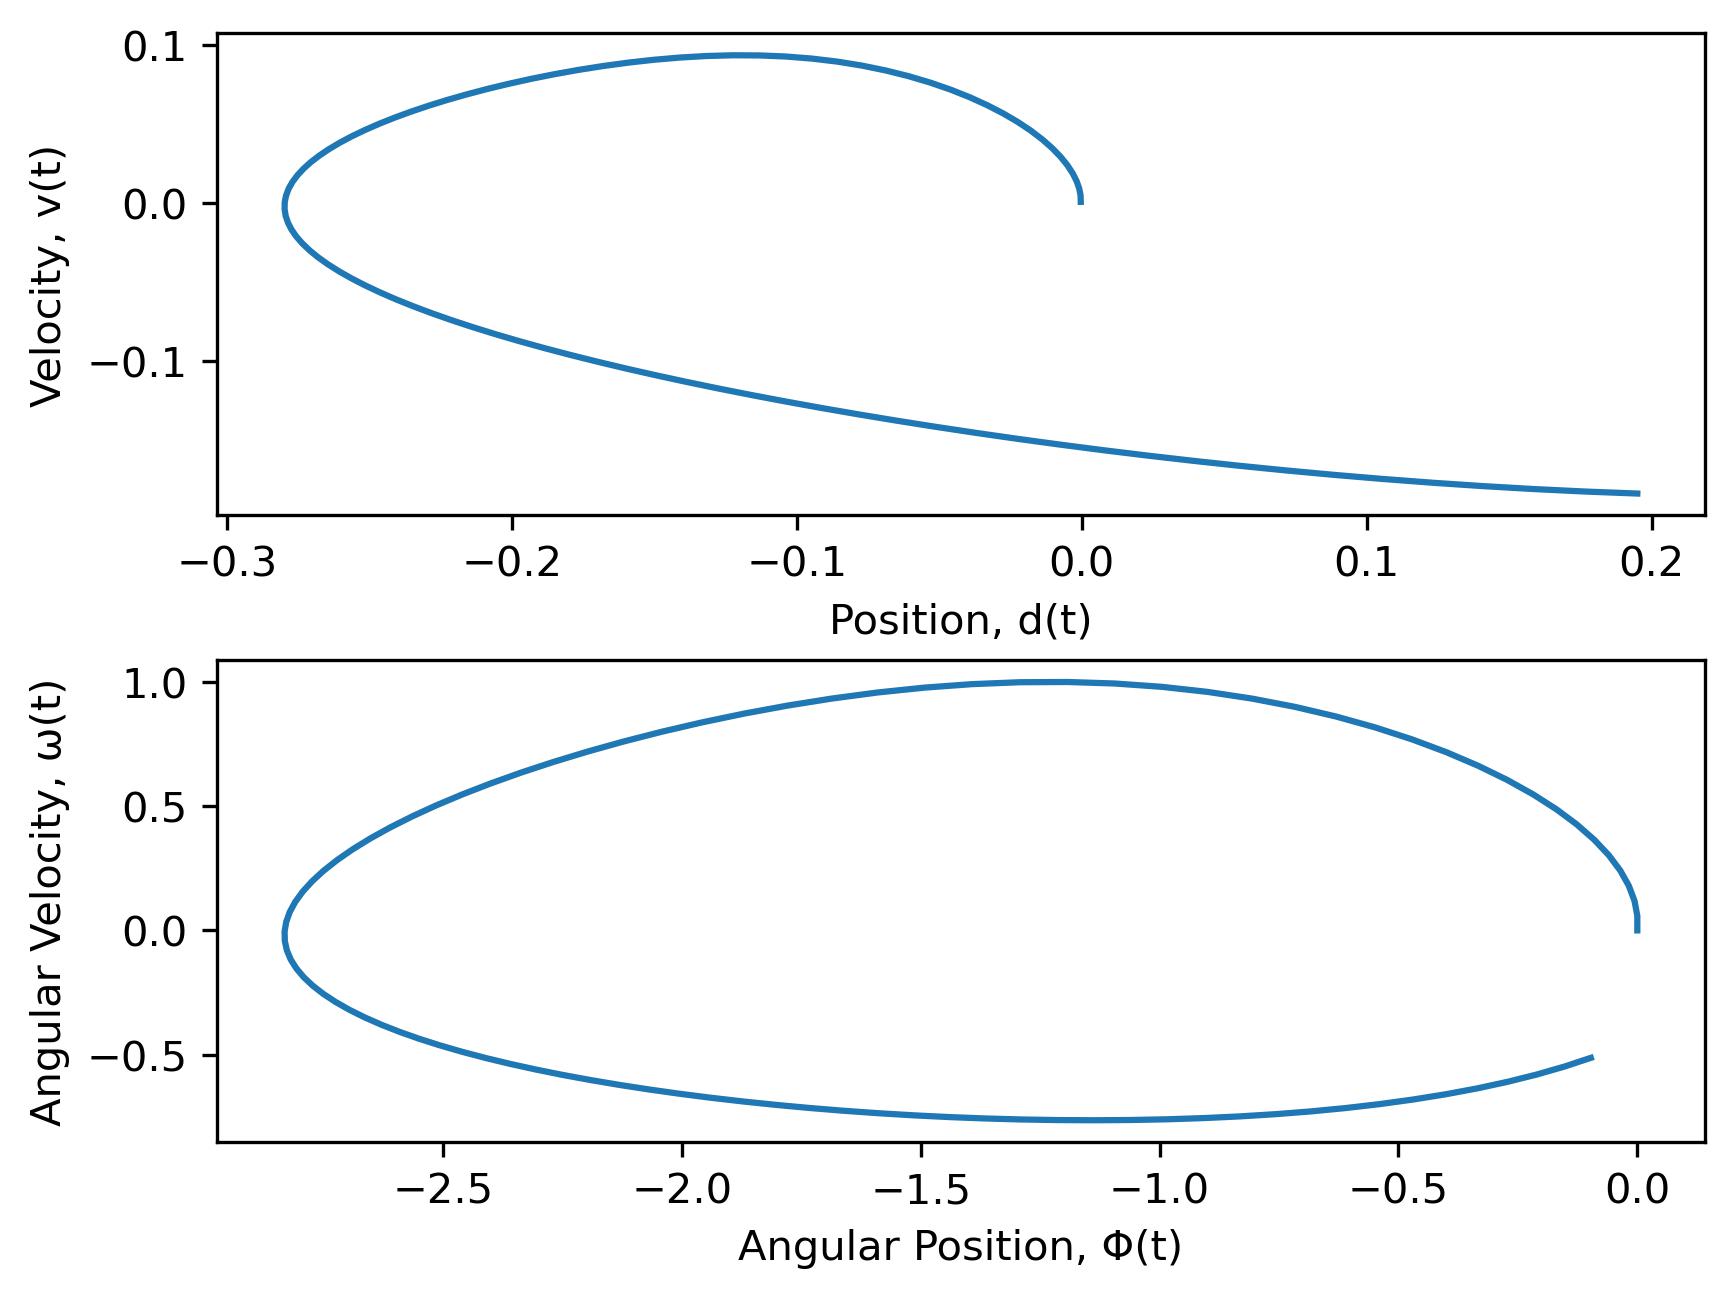 0.1
0.0
−0.1
Velocity, v(t)
−0.3 −0.2 −0.1 0.0 0.1 0.2
Position, d(t)
1.0
0.5
0.0
−0.5
Angular Velocity, ω(t)
−2.5 −2.0 −1.5 −1.0 −0.5 0.0
Angular Position, Φ(t)